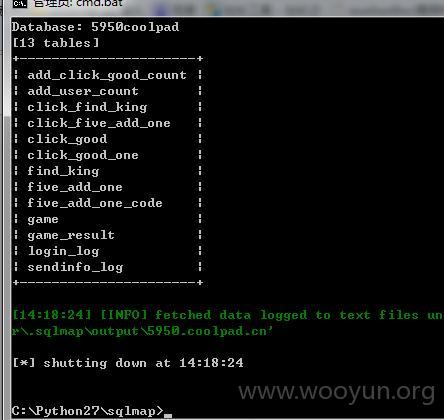 管理员: cmd.bat
Database: 5950coolpad
[13 tables]
+-----------------------+
| add_click_good_count |
| add_user_count |
| click_find_king |
| click_five_add_one |
| click_good |
| click_good_one |
| find_king |
| five_add_one |
| five_add_one_code |
| game |
| game_result |
| login_log |
| sendinfo_log |
+-----------------------+
[14:18:24] [INFO] fetched data logged to text files un
r\.sqlmap\output\5950.coolpad.cn'
[*] shutting down at 14:18:24
www.wooyun.org
C:\Python27\sqlmap>_